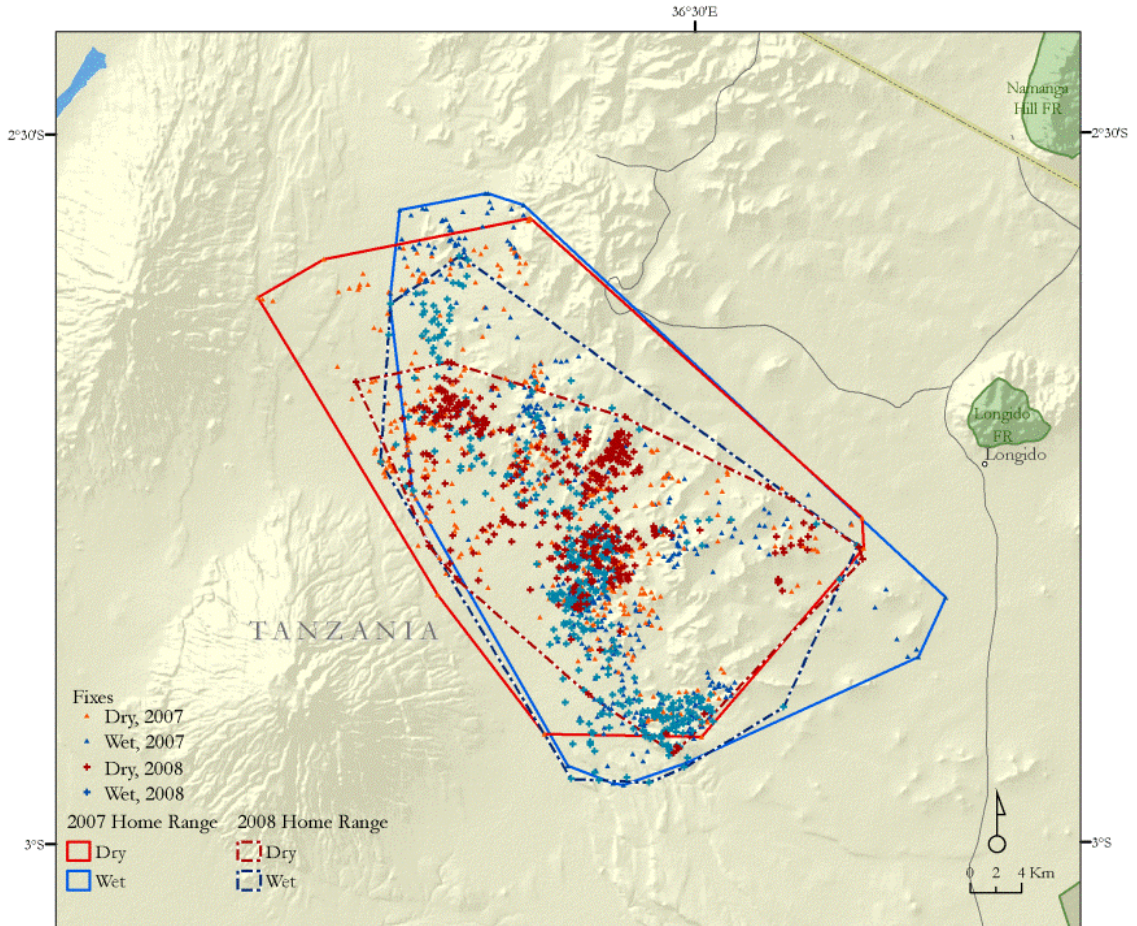 36°30'E
Namanga
Hill FR
2°30'S
2°30'S
Longido
FR
Longido
TANZANIA
Fixes
Dry, 2007
Wet, 2007
Dry, 2008
Wet, 2008
2007 Home Range 2008 Home Range
Dry Dry
Wet Wet
3°S
3°S
0 2 4 Km